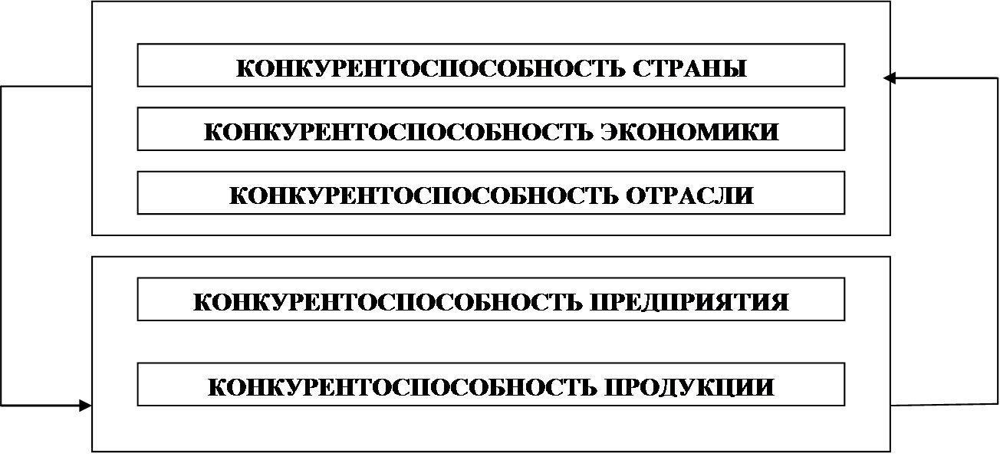 КОНКУРЕНТОСПОСОБНОСТЬ СТРАНЫ
КОНКУРЕНТОСПОСОБНОСТЬ ЭКОНОМИКИ
КОНКУРЕНТОСПОСОБНОСТЬ ОТРАСЛИ
КОНКУРЕНТОСПОСОБНОСТЬ ПРЕДПРИЯТИЯ
КОНКУРЕНТОСПОСОБНОСТЬ ПРОДУКЦИИ